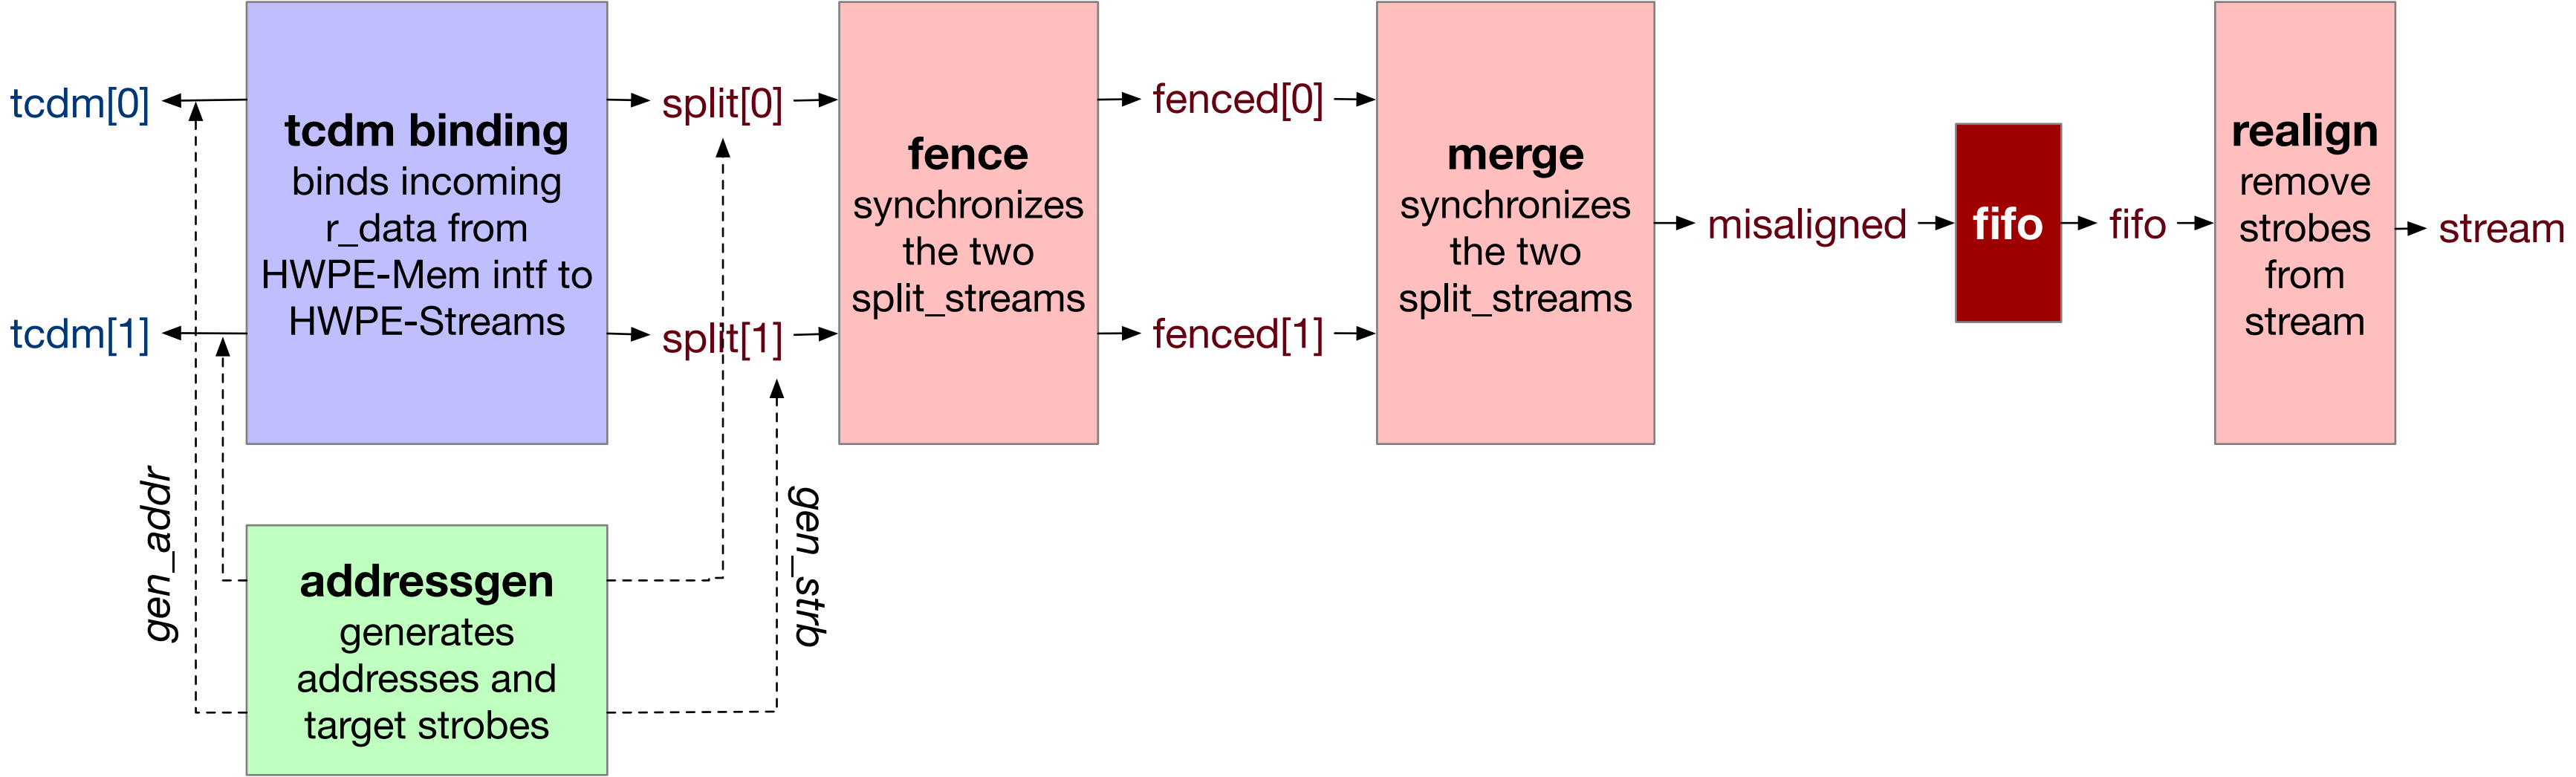 tcdm[0]
tcdm[1]
tcdm binding
binds incoming
r_data from
HWPE-Mem intf to
HWPE-Streams
split[0]
split[1]
fence
synchronizes
the two
split_streams
fenced[0]
fenced[1]
merge
synchronizes
the two
split_streams
misaligned
fifo
fifo
realign
remove
strobes
from
stream
stream
gen_addr
addressgen
generates
addresses and
target strobes
gen_strb